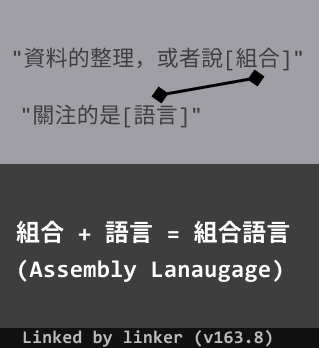 "資料的整理，或者說[組合]"
"關注的是[語言]"
組合 + 語言 = 組合語言
(Assembly Lanaugage)
Linked by linker (v163.8)